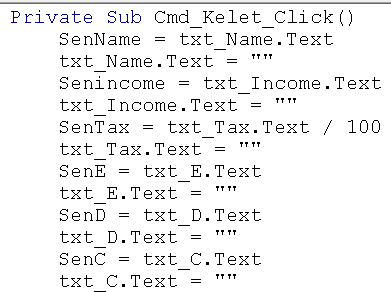 Private Sub Cmd_Kelet_Click()
SenName = txt_Name.Text
txt_Name.Text = ""
Senincome = txt_Income.Text
txt_Income.Text = ""
SenTax = txt_Tax.Text / 100
txt_Tax.Text = ""
SenE = txt_E.Text
txt_E.Text = ""
SenD = txt_D.Text
txt_D.Text = ""
SenC = txt_C.Text
txt_C.Text = ""